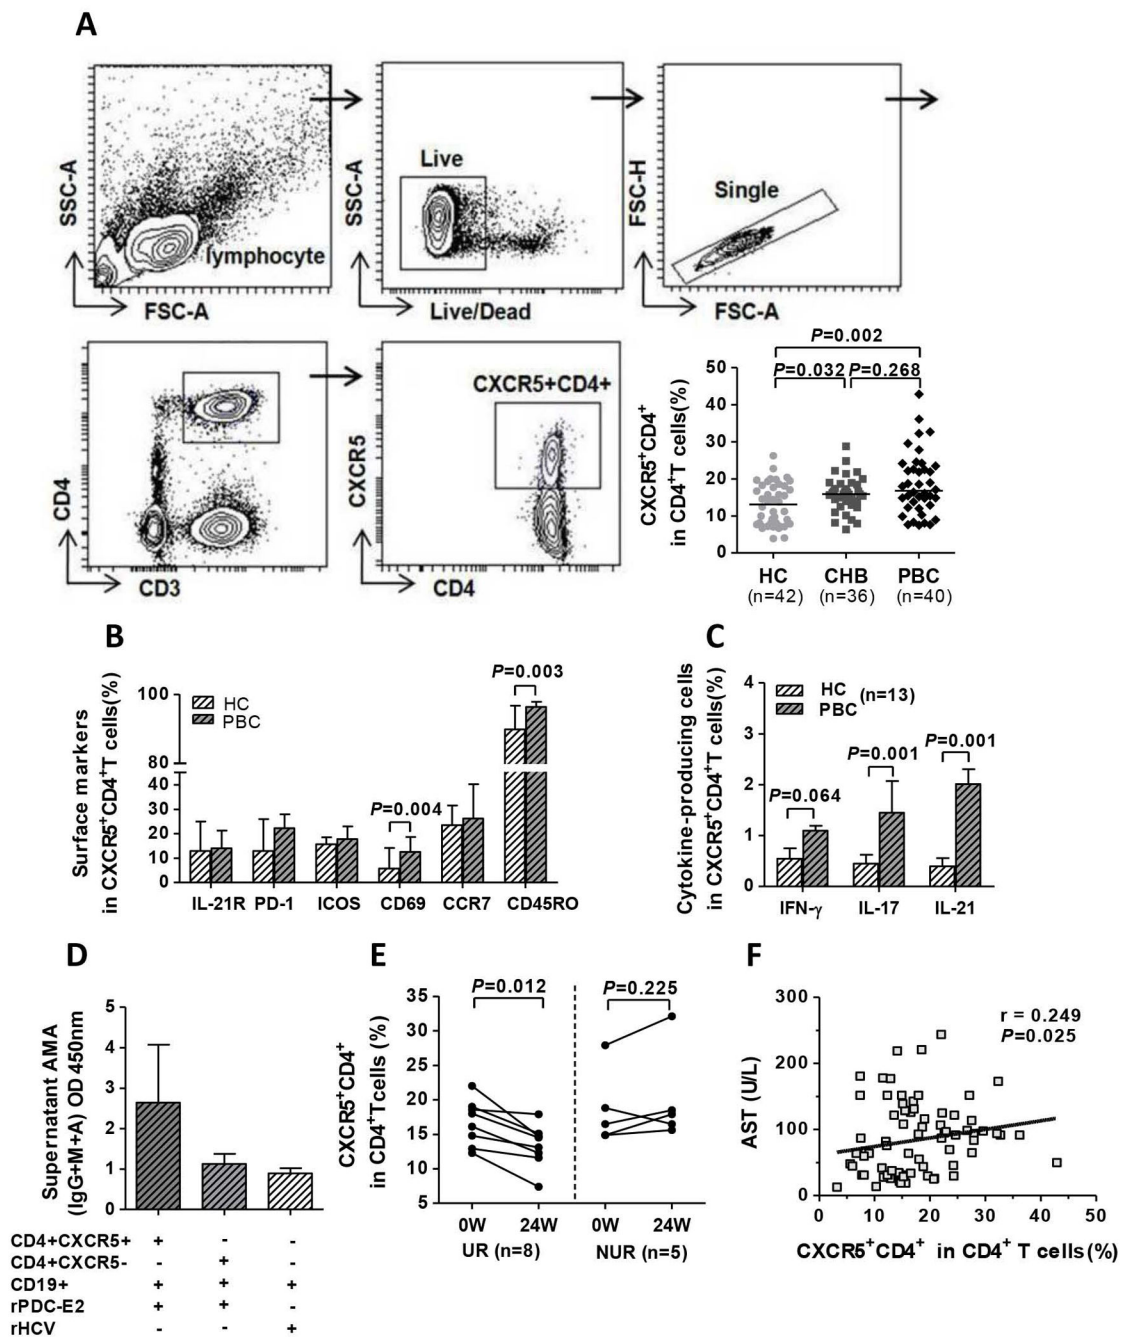 A
SSC-A
lymphocyte
FSC-A
SSC-A
Live
Live/Dead
FSC-H
Single
FSC-A
CD4
CD3
CXCR5
CXCR5+CD4+
CD4
P=0.002
P=0.032 P=0.268
CXCR5+CD4+
in CD4+T cells(%)
50
40
30
20
10
0
HC CHB PBC
(n=42) (n=36) (n=40)
B
Surface markers
in CXCR5+CD4+T cells(%)
100
80
40
30
20
10
0
HC
PBC
P=0.004
P=0.003
IL-21R PD-1 ICOS CD69 CCR7 CD45RO
C
Cytokine-producing cells
in CXCR5+CD4+T cells(%)
4
3
2
1
0
HC (n=13)
PBC
P=0.064
P=0.001
P=0.001
IFN-γ IL-17 IL-21
D
Supernatant AMA
(IgG+M+A) OD 450nm
5
4
3
2
1
0
CD4+CXCR5+ + - -
CD4+CXCR5- - + -
CD19+ + + +
rPDC-E2 + + -
rHCV - - +
E
CXCR5+CD4+
in CD4+Tcells (%)
35
30
25
20
15
10
5
P=0.012
P=0.225
0W 24W 0W 24W
UR (n=8) NUR (n=5)
F
AST (U/L)
300
200
100
0
r = 0.249
P=0.025
0 10 20 30 40 50
CXCR5+CD4+ in CD4+ T cells(%)